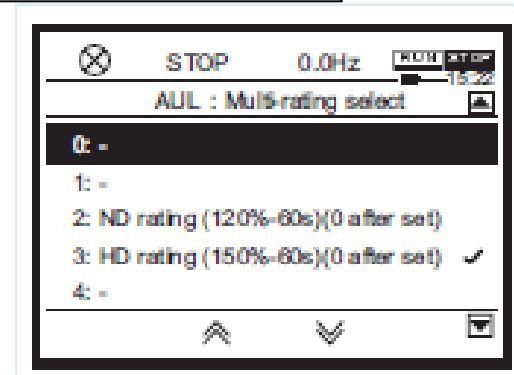 STOP 0.0Hz RUN STOP
15:22
AUL : Multi-rating select
0: -
1: -
2: ND rating (120%-60s)(0 after set)
3: HD rating (150%-60s)(0 after set)
4: -